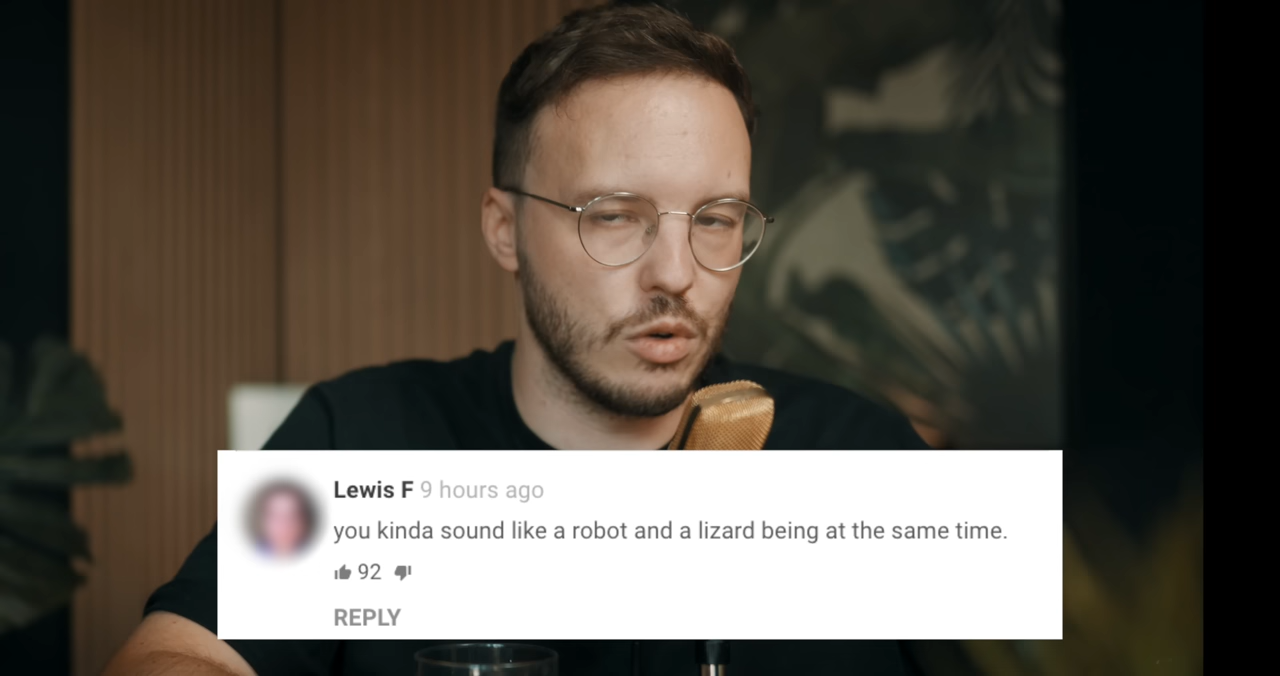 Lewis F 9 hours ago
you kinda sound like a robot and a lizard being at the same time.
92
REPLY